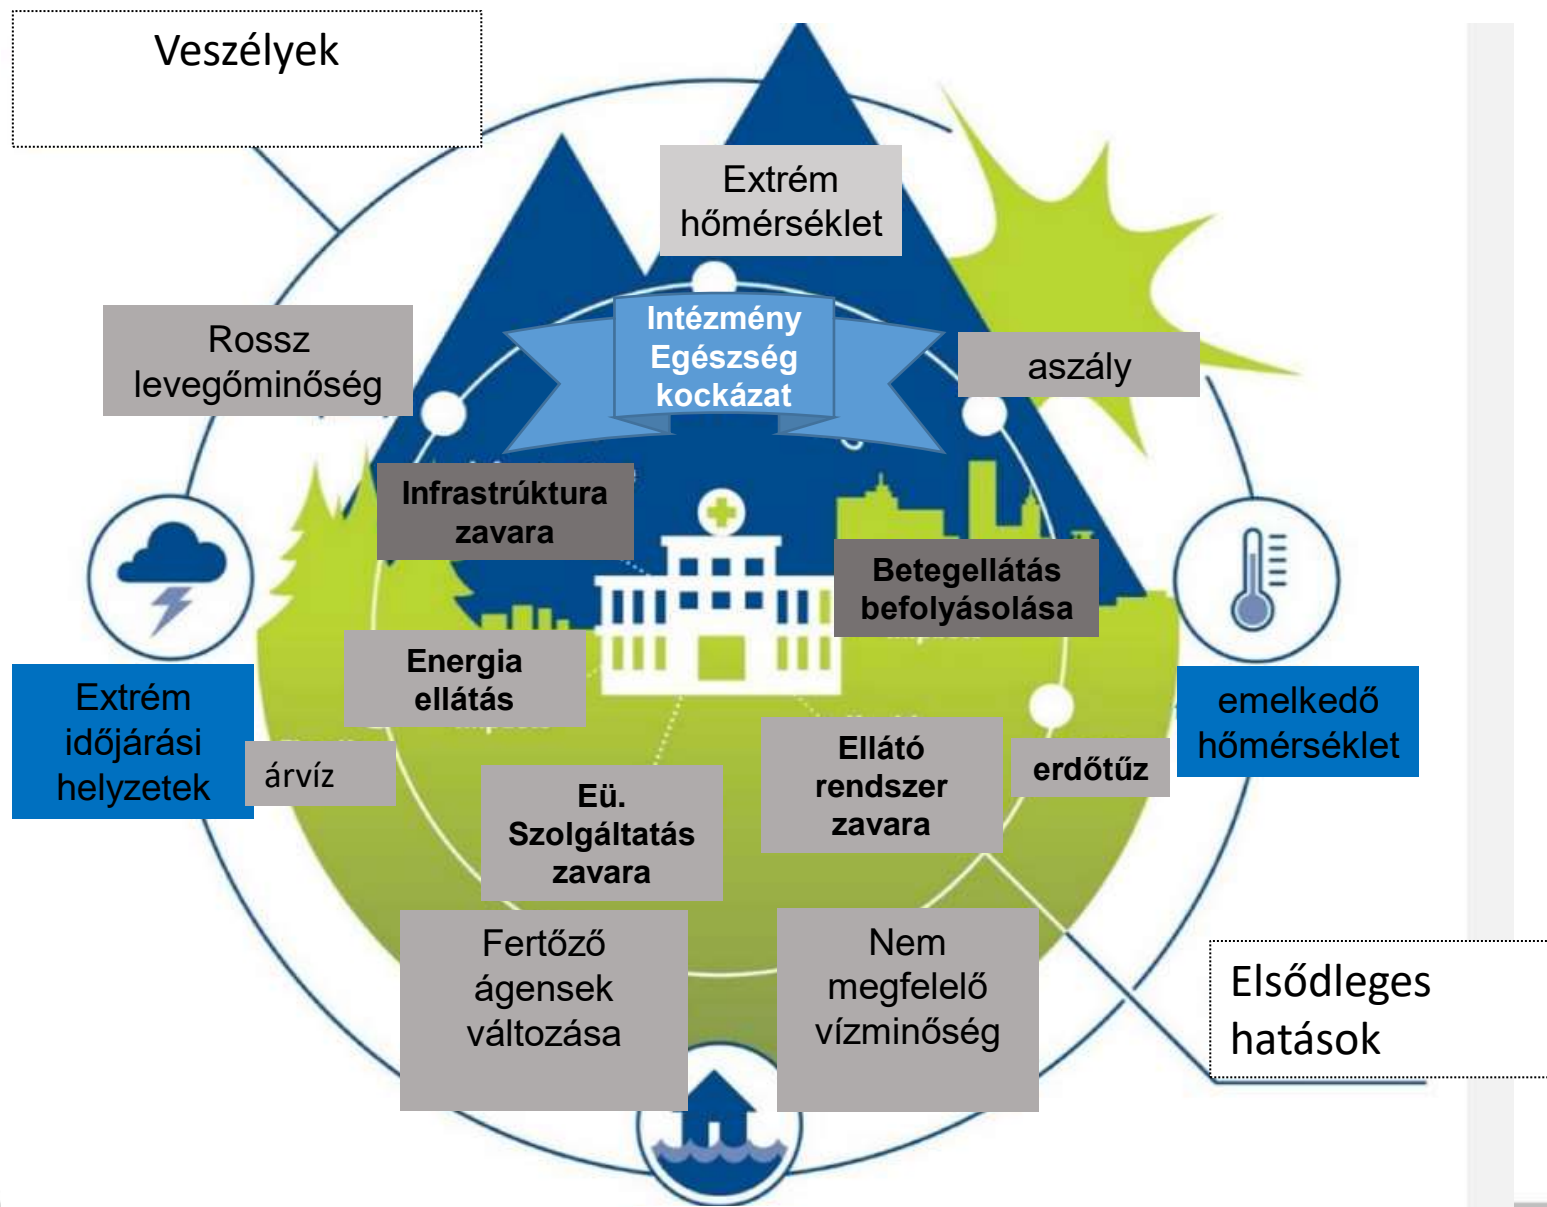 Veszélyek
Extrém
hőmérséklet
Intézmény
Egészség
kockázat
Rossz
levegőminőség
aszály
Infrastrúktura
zavara
Betegellátás
befolyásolása
Energia
ellátás
Extrém
időjárási
helyzetek
árvíz
emelkedő
hőmérséklet
Ellátó
rendszer
zavara
erdőtűz
Eü.
Szolgáltatás
zavara
Fertőző
ágensek
változása
Nem
megfelelő
vízminőség
Elsődleges
hatások